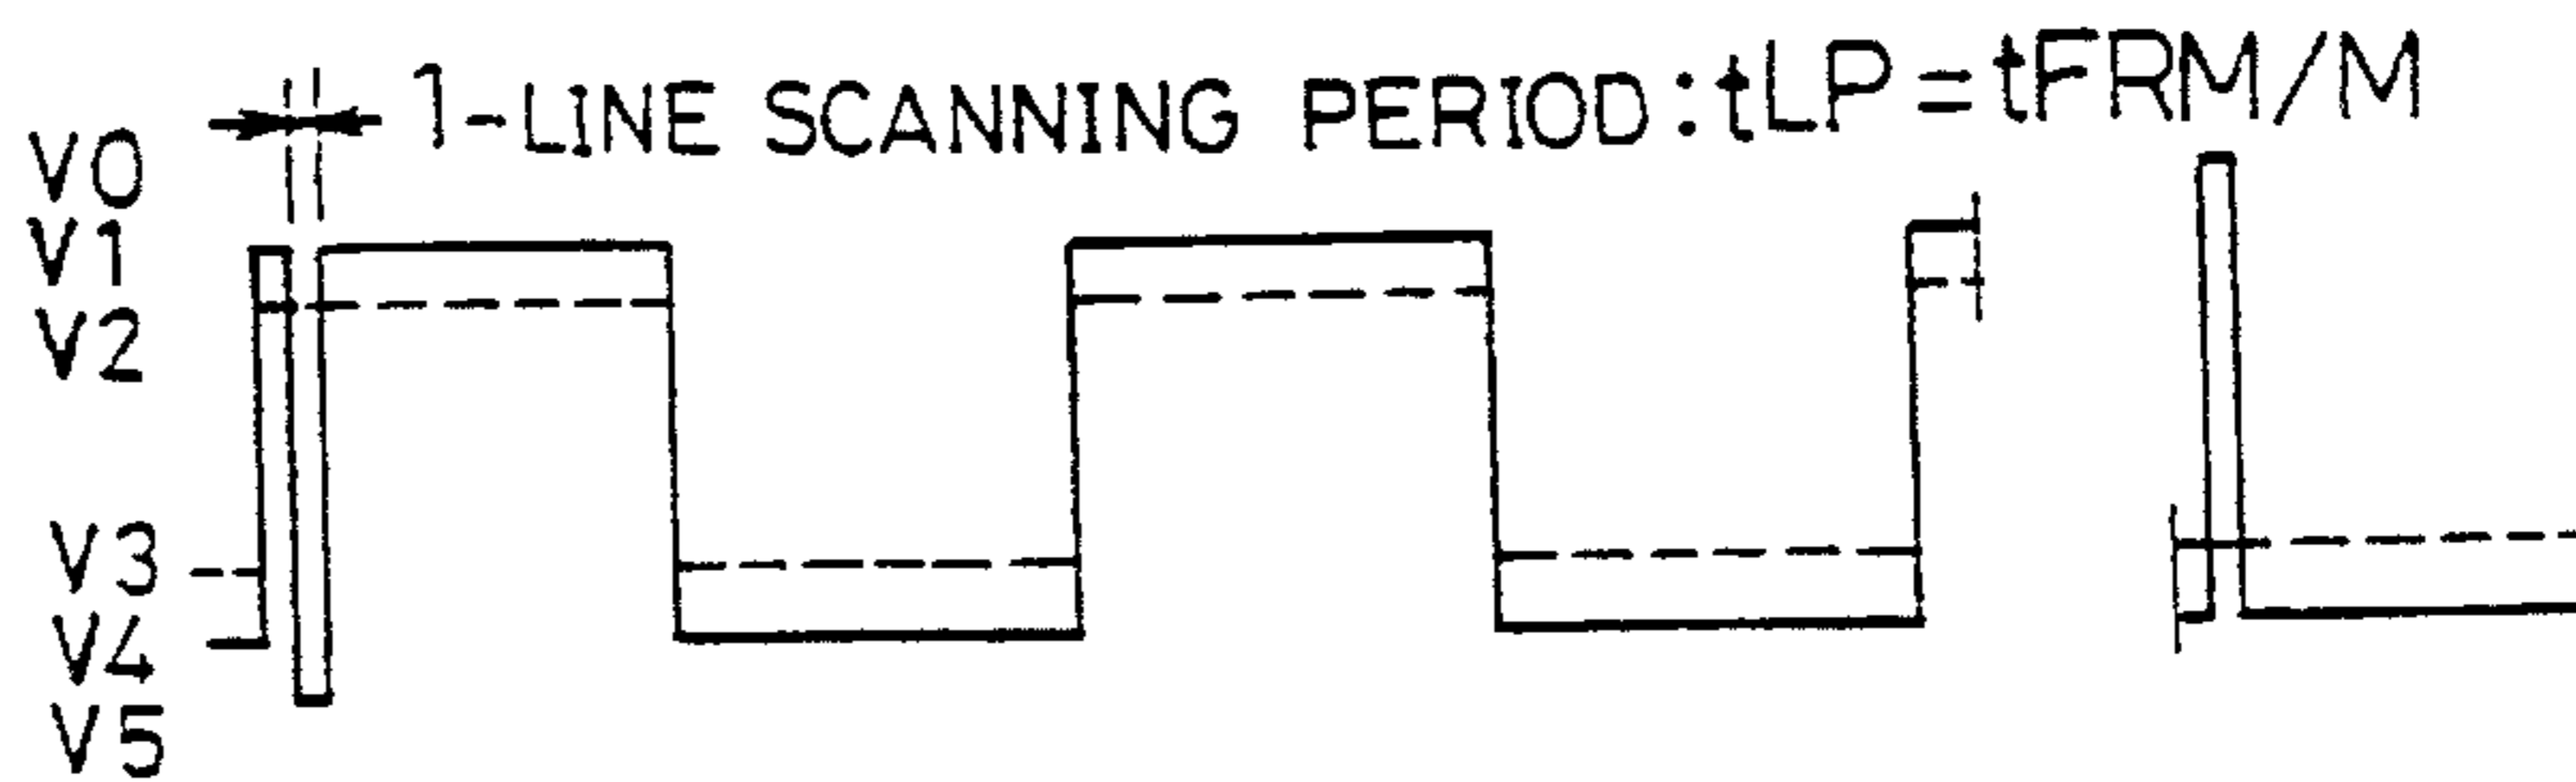 1-LINE SCANNING PERIOD:tLP=tFRM/M
V0
V1
V2
V3
V4
V5